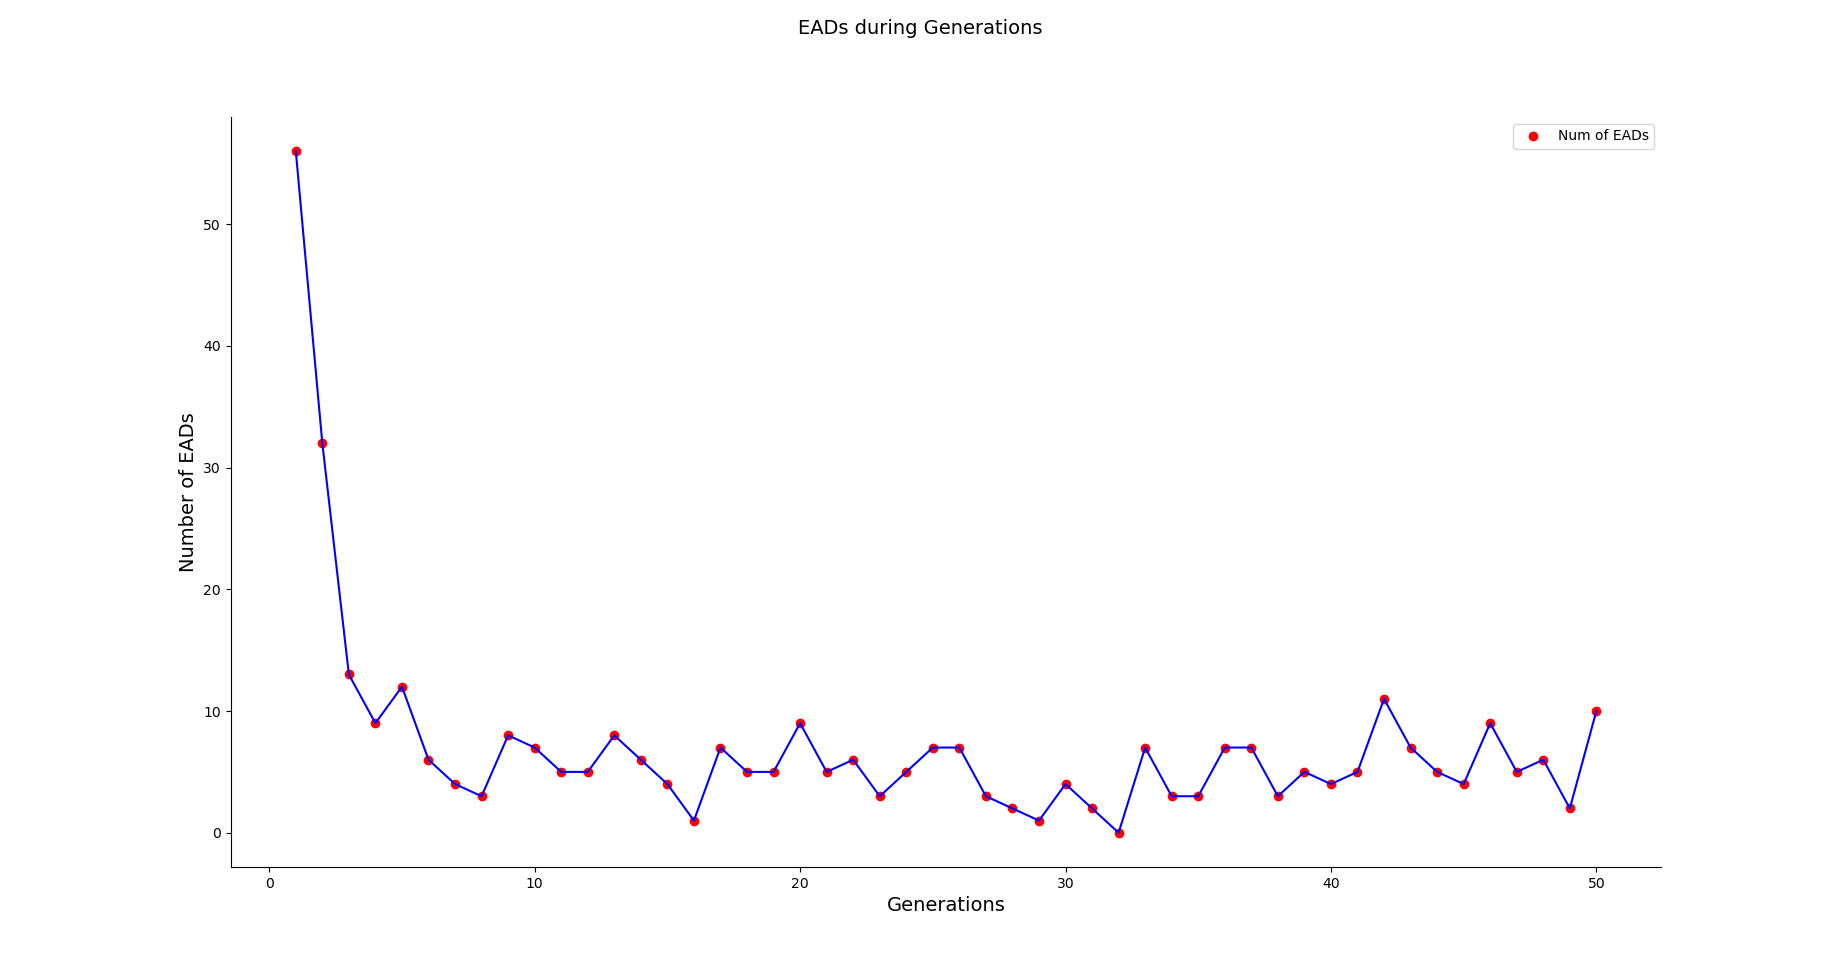 EADs during Generations
Num of EADs
50
40
30
20
10
0
Number of EADs
0 10 20 30 40 50
Generations